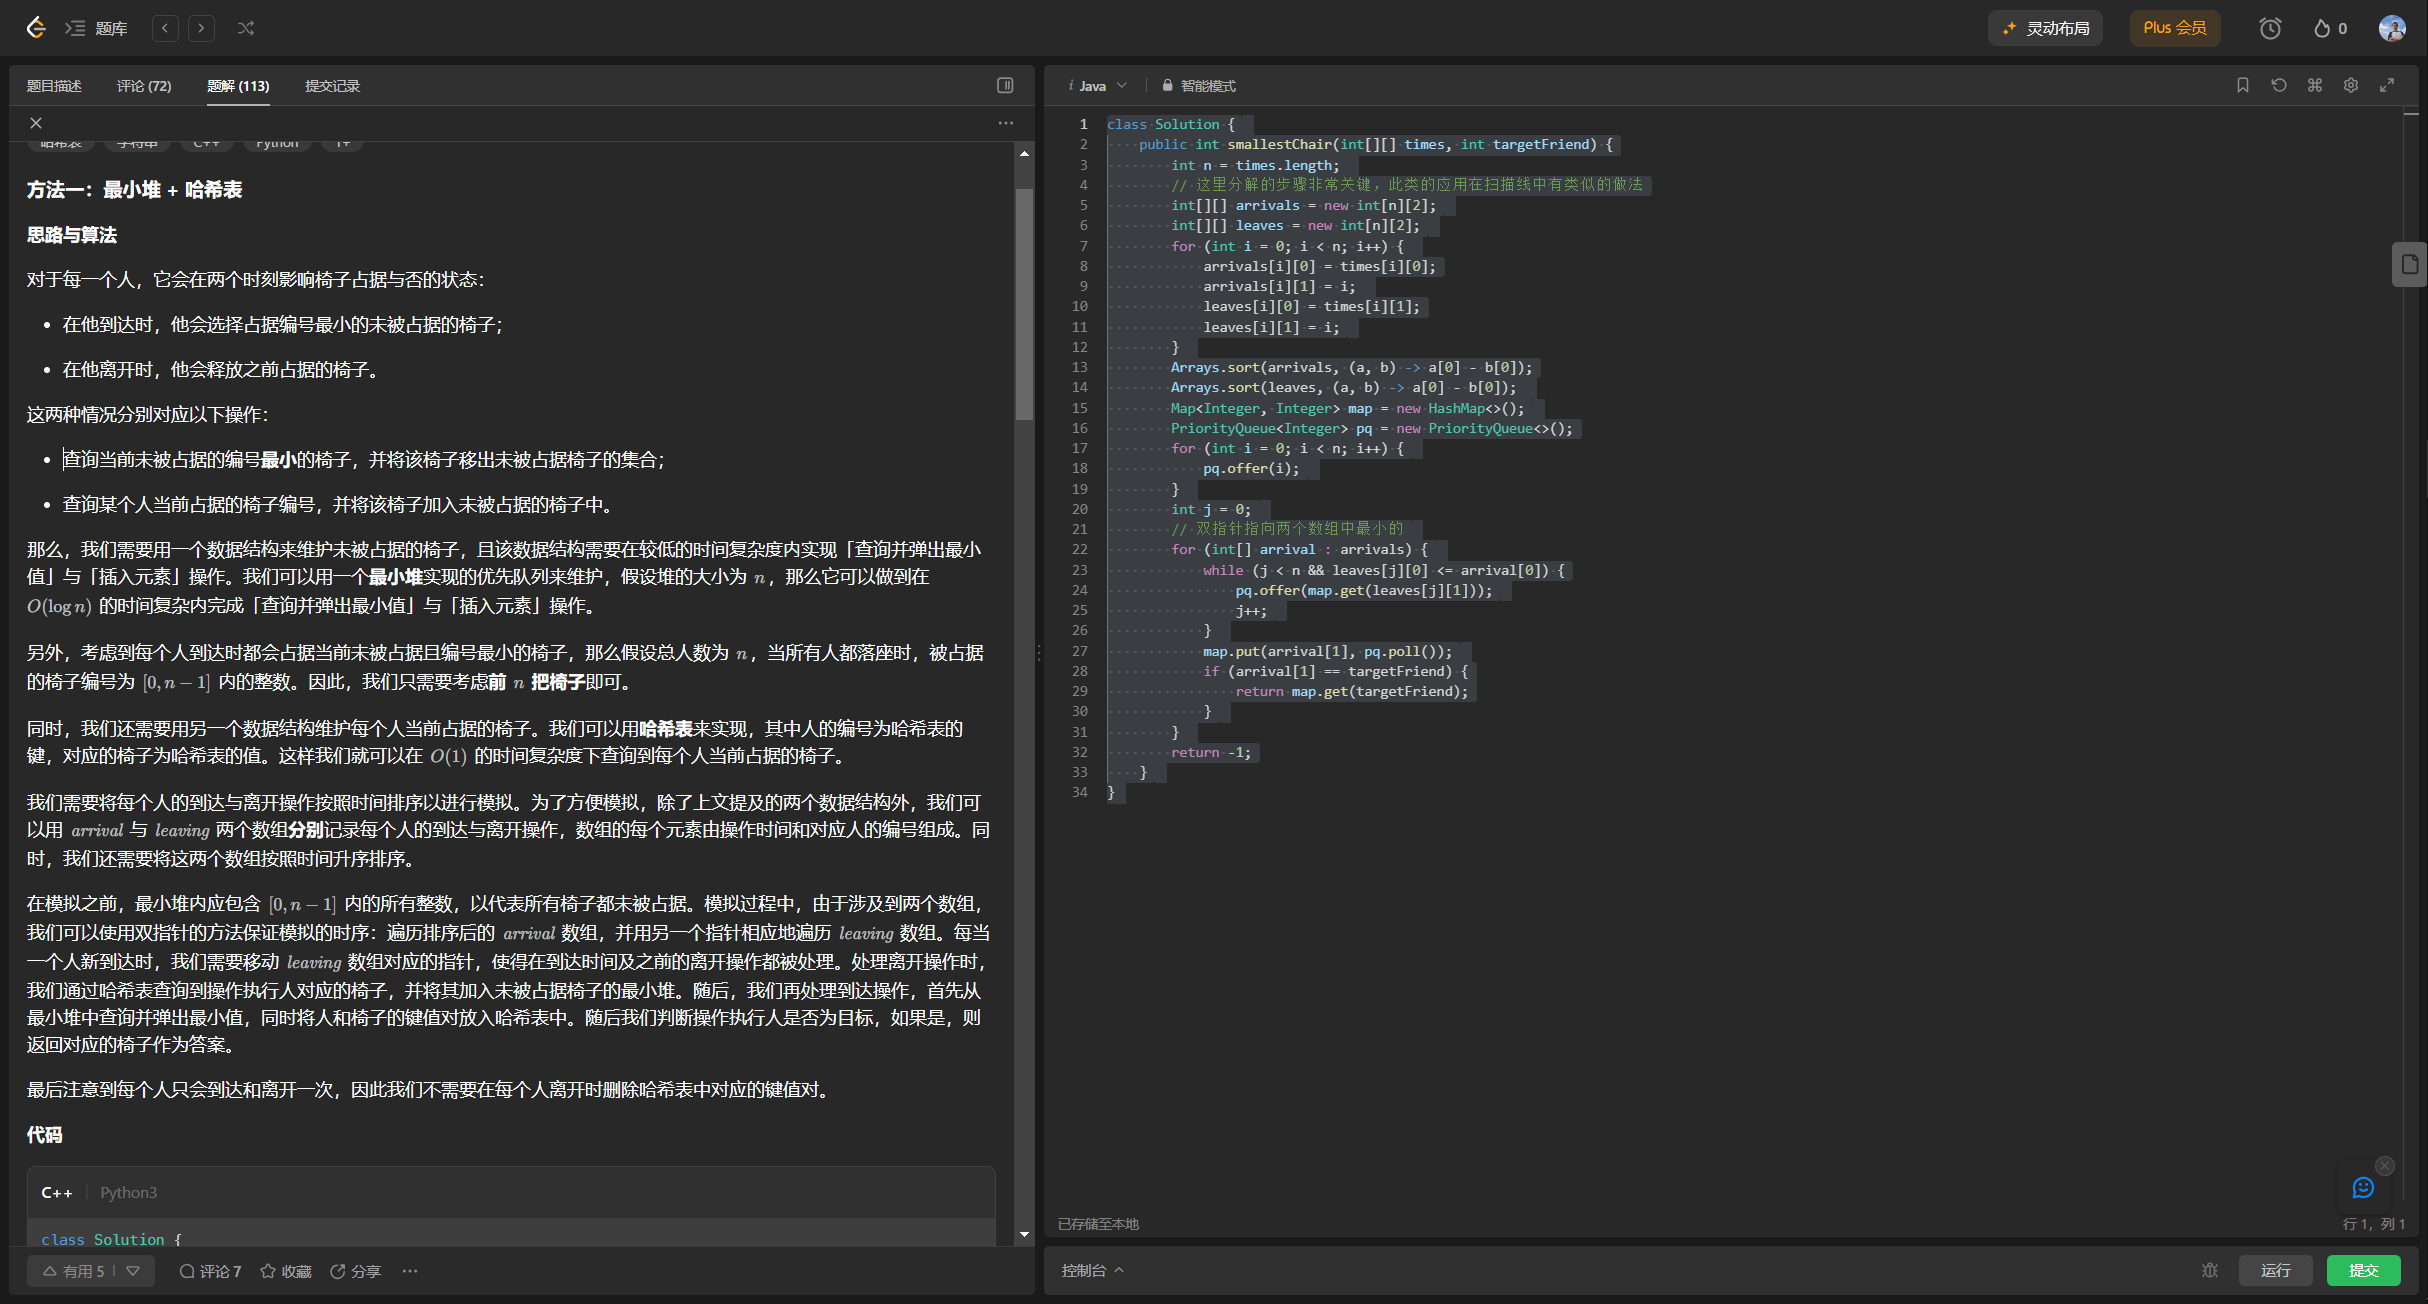 题库
灵动布局
Plus 会员
0
题目描述
评论 (72)
题解 (113)
提交记录
哈希表
字符串
C++
Python
1+
方法一：最小堆 + 哈希表
思路与算法
对于每一个人，它会在两个时刻影响椅子占据与否的状态：
• 在他到达时，他会选择占据编号最小的未被占据的椅子；
• 在他离开时，他会释放之前占据的椅子。
这两种情况分别对应以下操作：
• 查询当前未被占据的编号最小的椅子，并将该椅子移出未被占据椅子的集合；
• 查询某个人当前占据的椅子编号，并将该椅子加入未被占据的椅子中。
那么，我们需要用一个数据结构来维护未被占据的椅子，且该数据结构需要在较低的时间复杂度内实现「查询并弹出最小
值」与「插入元素」操作。我们可以用一个最小堆实现的优先队列来维护，假设堆的大小为 n，那么它可以做到在
O(log n) 的时间复杂内完成「查询并弹出最小值」与「插入元素」操作。
另外，考虑到每个人到达时都会占据当前未被占据且编号最小的椅子，那么假设总人数为 n，当所有人都落座时，被占据
的椅子编号为 [0, n − 1] 内的整数。因此，我们只需要考虑前 n 把椅子即可。
同时，我们还需要用另一个数据结构维护每个人当前占据的椅子。我们可以用哈希表来实现，其中人的编号为哈希表的
键，对应的椅子为哈希表的值。这样我们就可以在 O(1) 的时间复杂度下查询到每个人当前占据的椅子。
我们需要将每个人的到达与离开操作按照时间排序以进行模拟。为了方便模拟，除了上文提及的两个数据结构外，我们可
以用 arrival 与 leaving 两个数组分别记录每个人的到达与离开操作，数组的每个元素由操作时间和对应人的编号组成。同
时，我们还需要将这两个数组按照时间升序排序。
在模拟之前，最小堆内应包含 [0, n − 1] 内的所有整数，以代表所有椅子都未被占据。模拟过程中，由于涉及到两个数组，
我们可以使用双指针的方法保证模拟的时序：遍历排序后的 arrival 数组，并用另一个指针相应地遍历 leaving 数组。每当
一个人新到达时，我们需要移动 leaving 数组对应的指针，使得在到达时间及之前的离开操作都被处理。处理离开操作时，
我们通过哈希表查询到操作执行人对应的椅子，并将其加入未被占据椅子的最小堆。随后，我们再处理到达操作，首先从
最小堆中查询并弹出最小值，同时将人和椅子的键值对放入哈希表中。随后我们判断操作执行人是否为目标，如果是，则
返回对应的椅子作为答案。
最后注意到每个人只会到达和离开一次，因此我们不需要在每个人离开时删除哈希表中对应的键值对。
代码
C++
Python3
class Solution {
有用 5
评论 7
收藏
分享
i Java
智能模式
1 class Solution {
2     public int smallestChair(int[][] times, int targetFriend) {
3         int n = times.length;
4         // 这里分解的步骤非常关键，此类的应用在扫描线中有类似的做法
5         int[][] arrivals = new int[n][2];
6         int[][] leaves = new int[n][2];
7         for (int i = 0; i < n; i++) {
8             arrivals[i][0] = times[i][0];
9             arrivals[i][1] = i;
10             leaves[i][0] = times[i][1];
11             leaves[i][1] = i;
12         }
13         Arrays.sort(arrivals, (a, b) -> a[0] - b[0]);
14         Arrays.sort(leaves, (a, b) -> a[0] - b[0]);
15         Map<Integer, Integer> map = new HashMap<>();
16         PriorityQueue<Integer> pq = new PriorityQueue<>();
17         for (int i = 0; i < n; i++) {
18             pq.offer(i);
19         }
20         int j = 0;
21         // 双指针指向两个数组中最小的
22         for (int[] arrival : arrivals) {
23             while (j < n && leaves[j][0] <= arrival[0]) {
24                 pq.offer(map.get(leaves[j][1]));
25                 j++;
26             }
27             map.put(arrival[1], pq.poll());
28             if (arrival[1] == targetFriend) {
29                 return map.get(targetFriend);
30             }
31         }
32         return -1;
33     }
34 }
已存储至本地
行 1，列 1
控制台
运行
提交